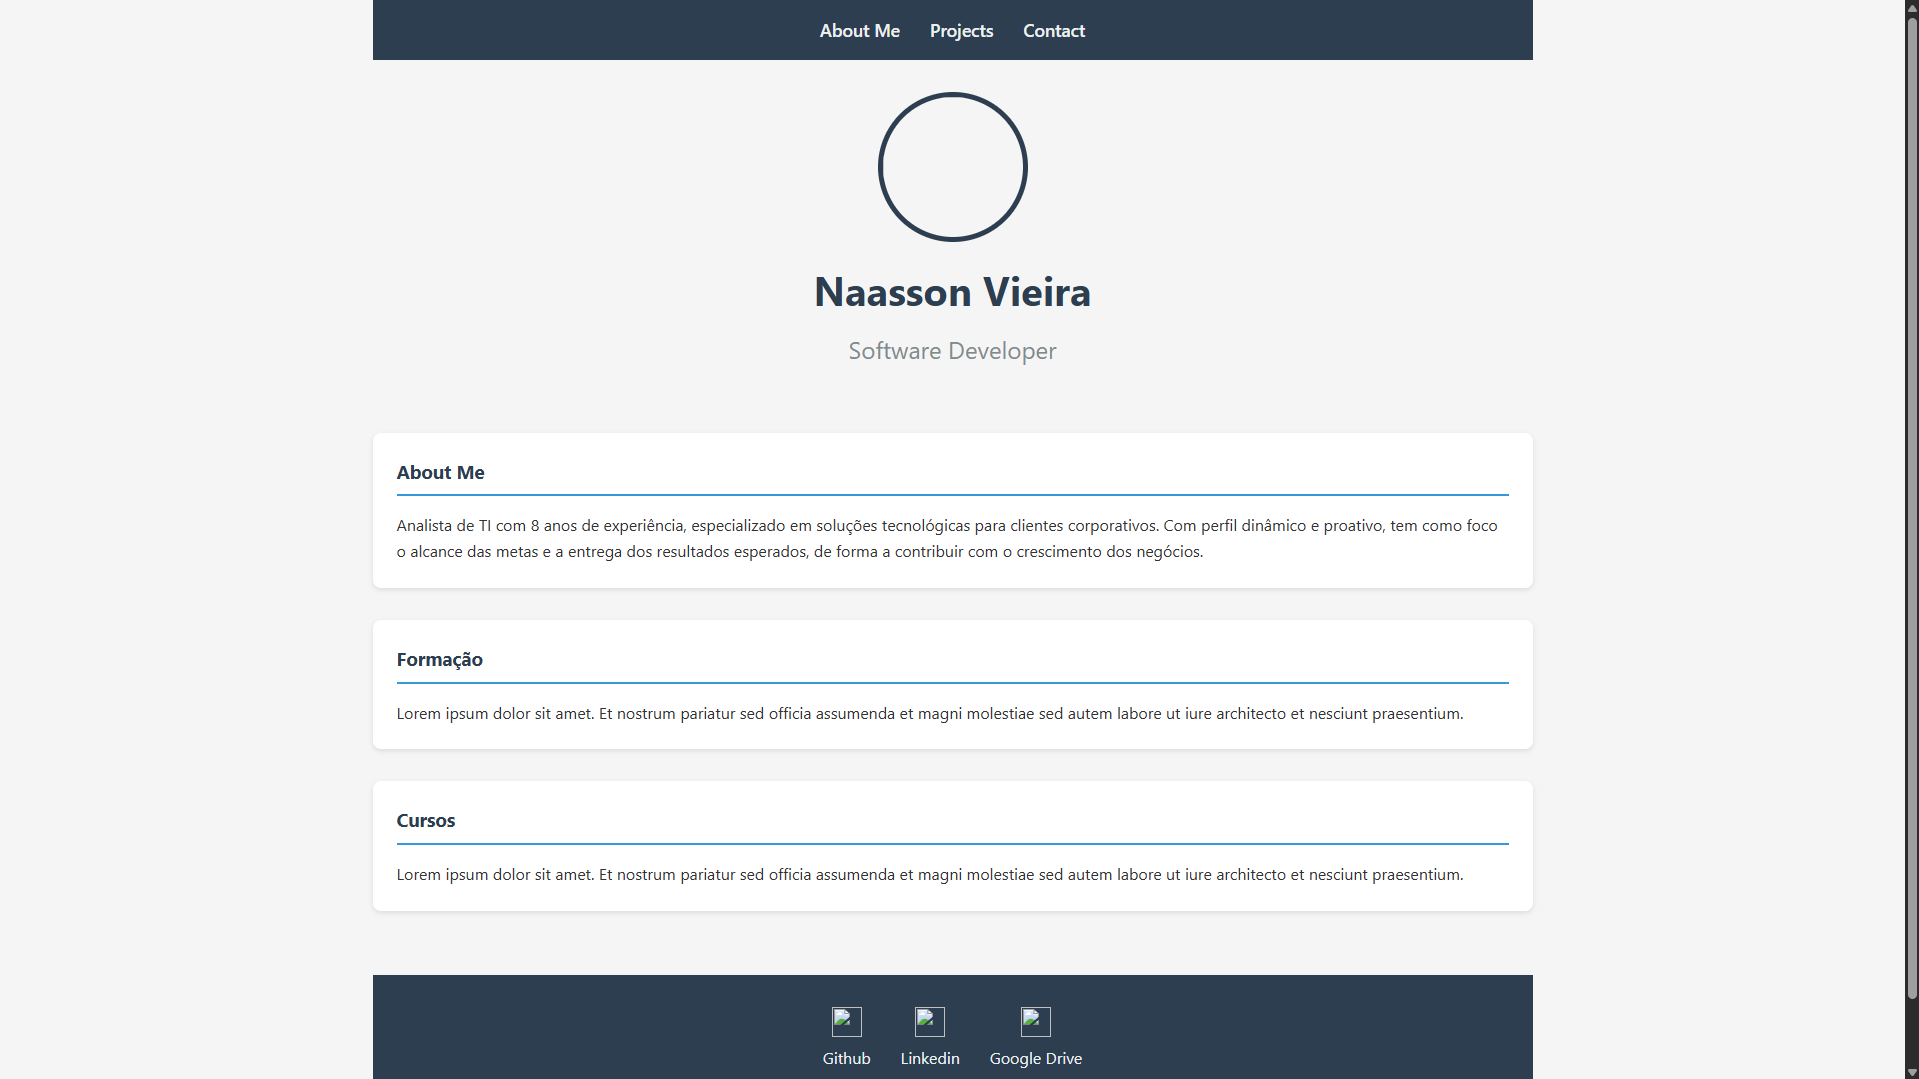 About Me Projects Contact
Naasson Vieira
Software Developer
About Me
Analista de TI com 8 anos de experiência, especializado em soluções tecnológicas para clientes corporativos. Com perfil dinâmico e proativo, tem como foco
o alcance das metas e a entrega dos resultados esperados, de forma a contribuir com o crescimento dos negócios.
Formação
Lorem ipsum dolor sit amet. Et nostrum pariatur sed officia assumenda et magni molestiae sed autem labore ut iure architecto et nesciunt praesentium.
Cursos
Lorem ipsum dolor sit amet. Et nostrum pariatur sed officia assumenda et magni molestiae sed autem labore ut iure architecto et nesciunt praesentium.
Github Linkedin Google Drive